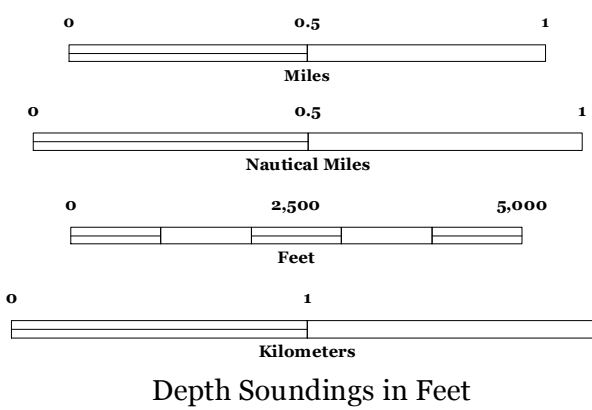 0 0.5 1
Miles
0 0.5 1
Nautical Miles
0 2,500 5,000
Feet
0 1
Kilometers
Depth Soundings in Feet